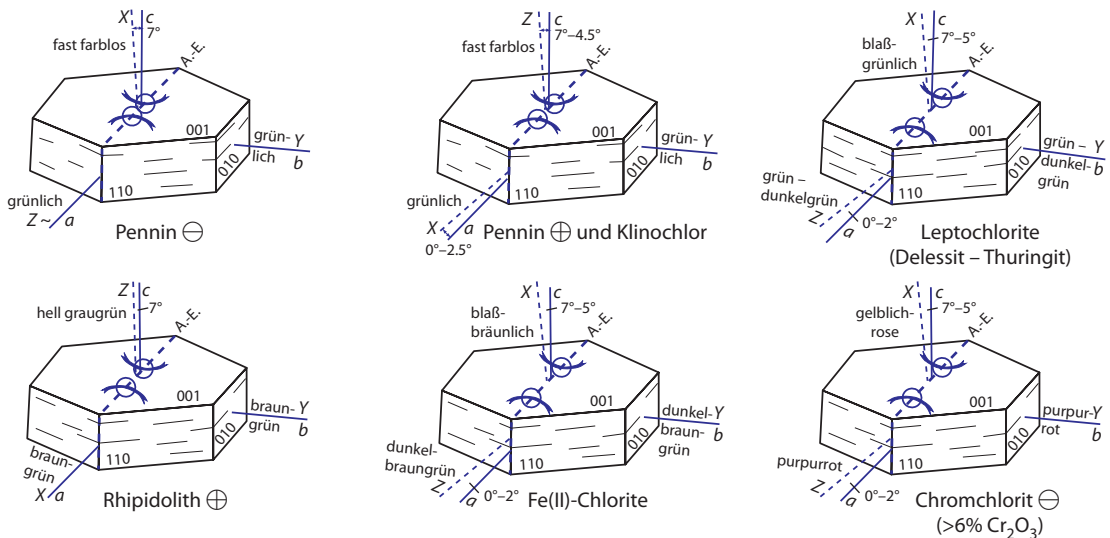 X c
7°
fast farblos
A.-E.
001
010
110
grün- Y
lich b
grünlich
Z ~ a
Pennin ⊖
Z c
7°–4.5°
fast farblos
A.-E.
001
010
110
grün- Y
lich b
grünlich
X a
0°–2.5°
Pennin ⊕ und Klinochlor
X c
7°–5°
blaß-
grünlich
A.-E.
001
010
110
grün – Y
dunkel- b
grün
grün –
dunkelgrün
Z
a 0°–2°
Leptochlorite
(Delessit – Thuringit)
Z c
7°
hell graugrün
A.-E.
001
010
110
braun- Y
grün b
braun-
grün
X a
Rhipidolith ⊕
X c
7°–5°
blaß-
bräunlich
A.-E.
001
010
110
dunkel- Y
braun- b
grün
dunkel-
braungrün
Z
a 0°–2°
Fe(II)-Chlorite
X c
7°–5°
gelblich-
rose
A.-E.
001
010
110
purpur- Y
rot b
purpurrot
Z
a 0°–2°
Chromchlorit ⊖
(>6% Cr₂O₃)